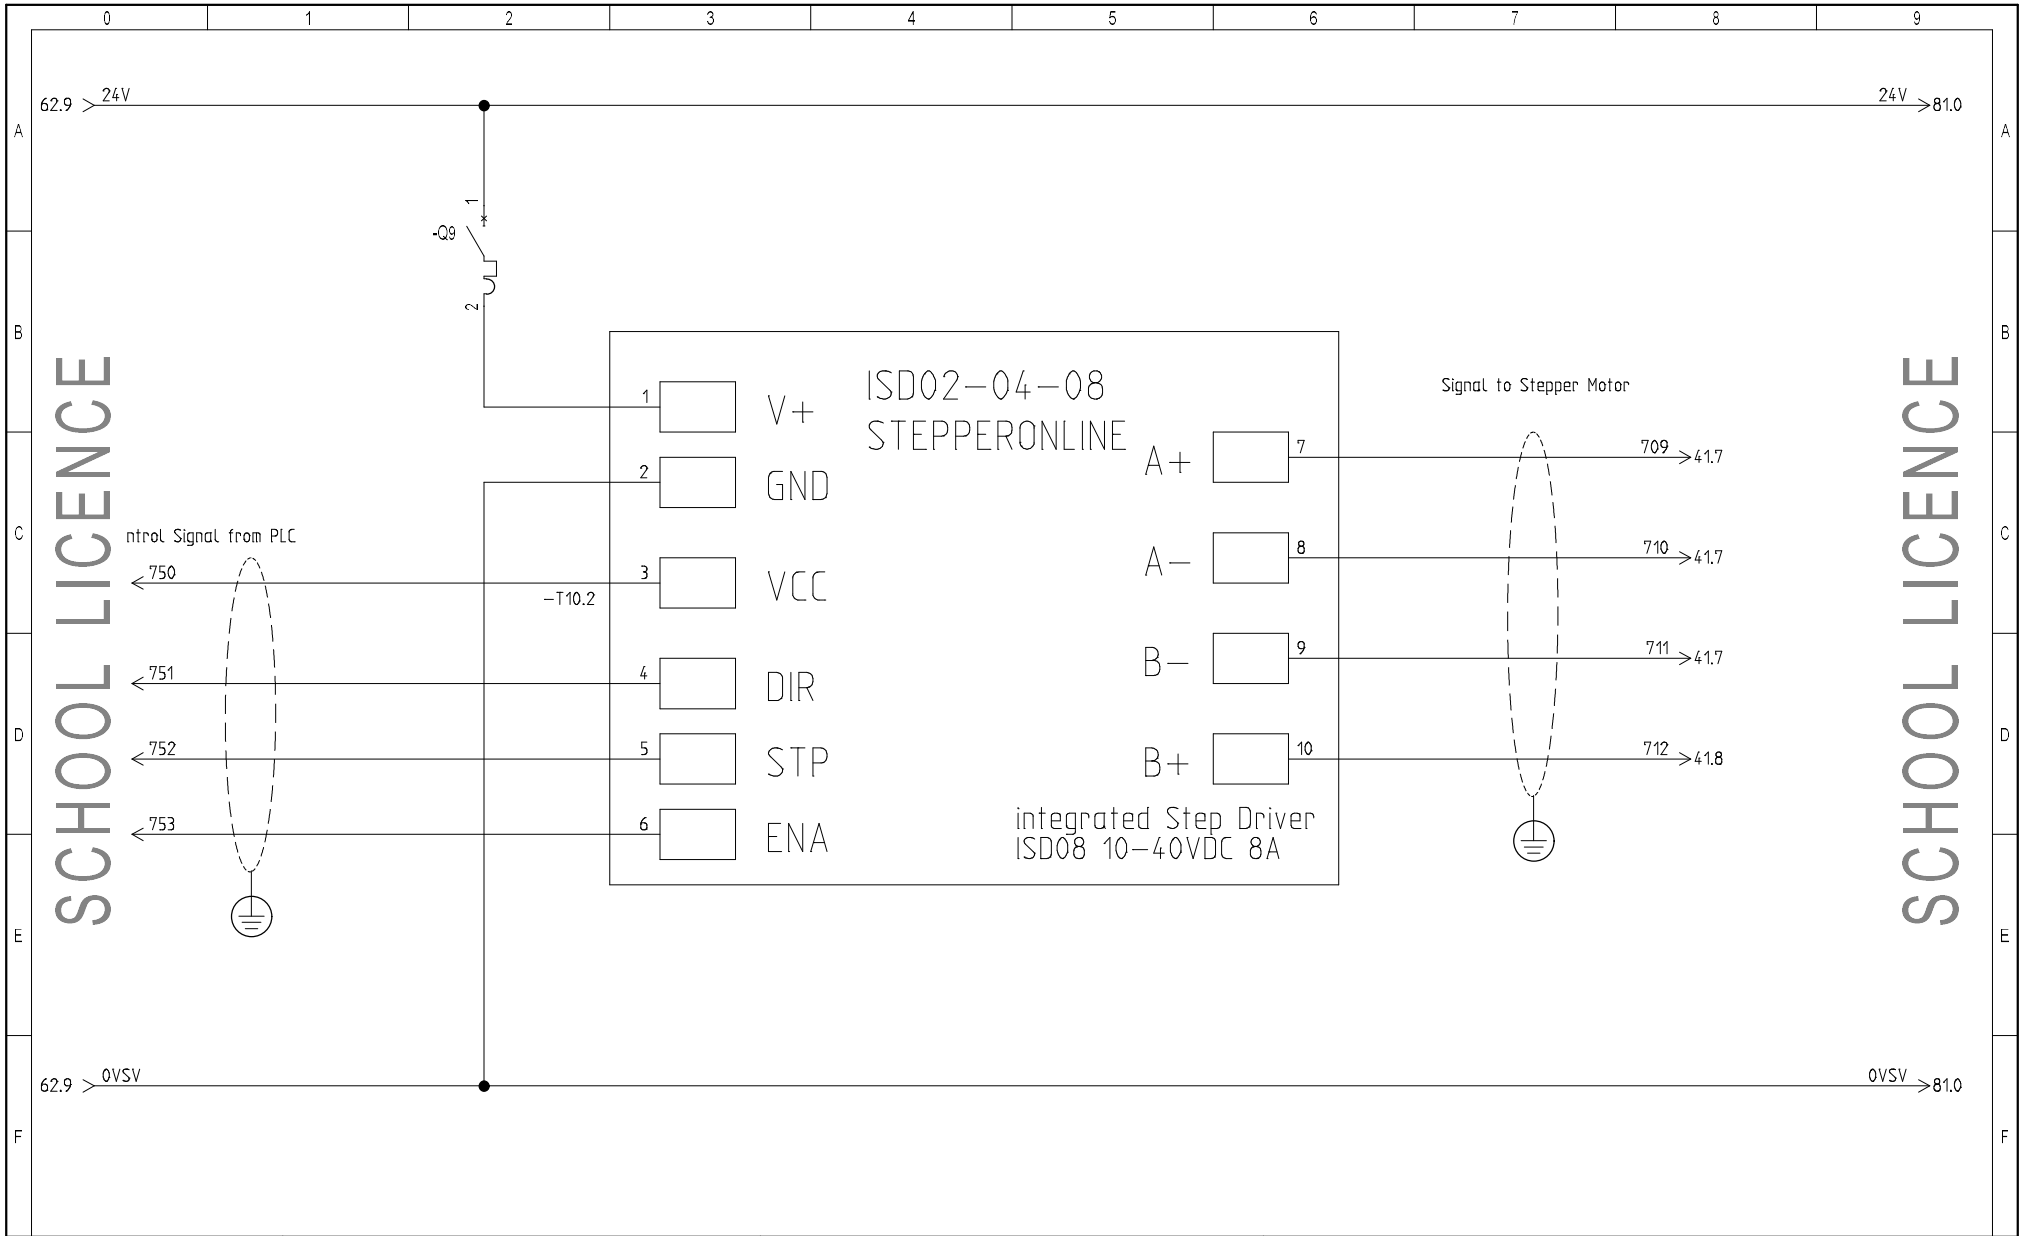 0 1 2 3 4 5 6 7 8 9
62.9 24V 24V 81.0
A A
1
-Q9
2
B B
ISD02-04-08
1 V+
STEPPERONLINE
Signal to Stepper Motor
A+ 7 709 41.7
2 GND
C C
ntrol Signal from PLC
A- 8 710 41.7
750 3 VCC
-T10.2
B- 9 711 41.7
751 4 DIR
D D
752 5 STP
B+ 10 712 41.8
753 6 ENA
integrated Step Driver
ISD08 10-40VDC 8A
E E
62.9 0VSV 0VSV 81.0
F F
SCHOOL LICENCE
SCHOOL LICENCE